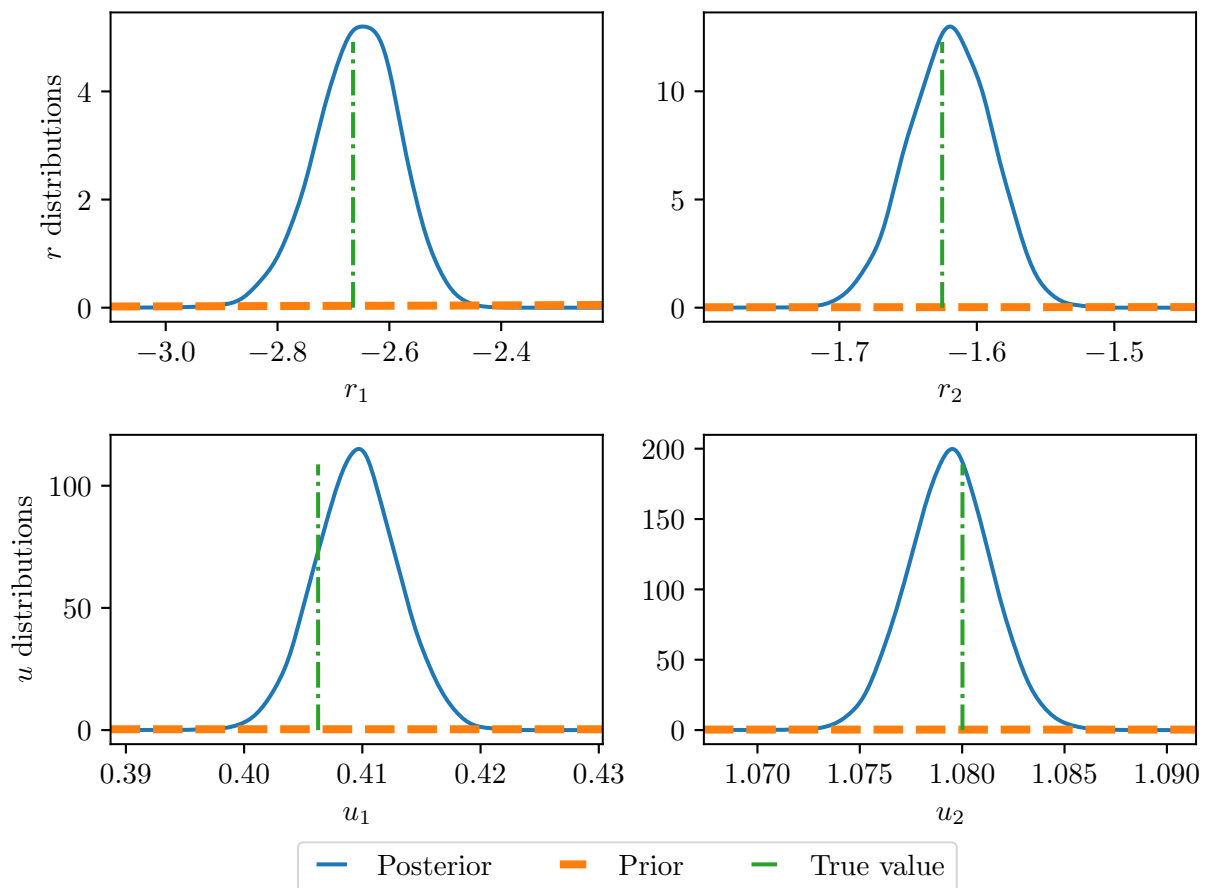 r distributions
4
2
0
−3.0 −2.8 −2.6 −2.4
r₁
10
5
0
−1.7 −1.6 −1.5
r₂
u distributions
100
50
0
0.39 0.40 0.41 0.42 0.43
u₁
200
150
100
50
0
1.070 1.075 1.080 1.085 1.090
u₂
Posterior Prior True value